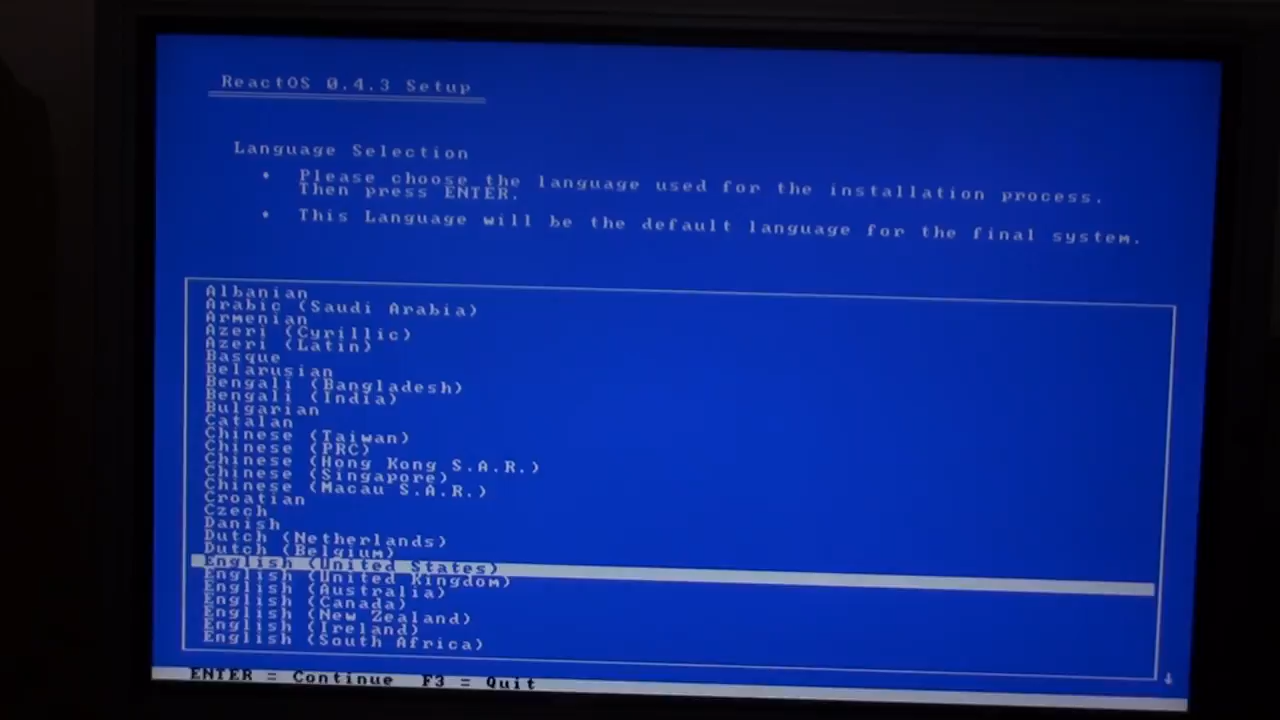 ReactOS 0.4.3 Setup
Language Selection
• Please choose the language used for the installation process.
Then press ENTER.
• This Language will be the default language for the final system.
Albanian
Arabic (Saudi Arabia)
Armenian
Azeri (Cyrillic)
Azeri (Latin)
Basque
Belarusian
Bengali (Bangladesh)
Bengali (India)
Bulgarian
Catalan
Chinese (Taiwan)
Chinese (PRC)
Chinese (Hong Kong S.A.R.)
Chinese (Singapore)
Chinese (Macau S.A.R.)
Croatian
Czech
Danish
Dutch (Netherlands)
Dutch (Belgium)
English (United States)
English (United Kingdom)
English (Australia)
English (Canada)
English (New Zealand)
English (Ireland)
English (South Africa)
ENTER = Continue F3 = Quit